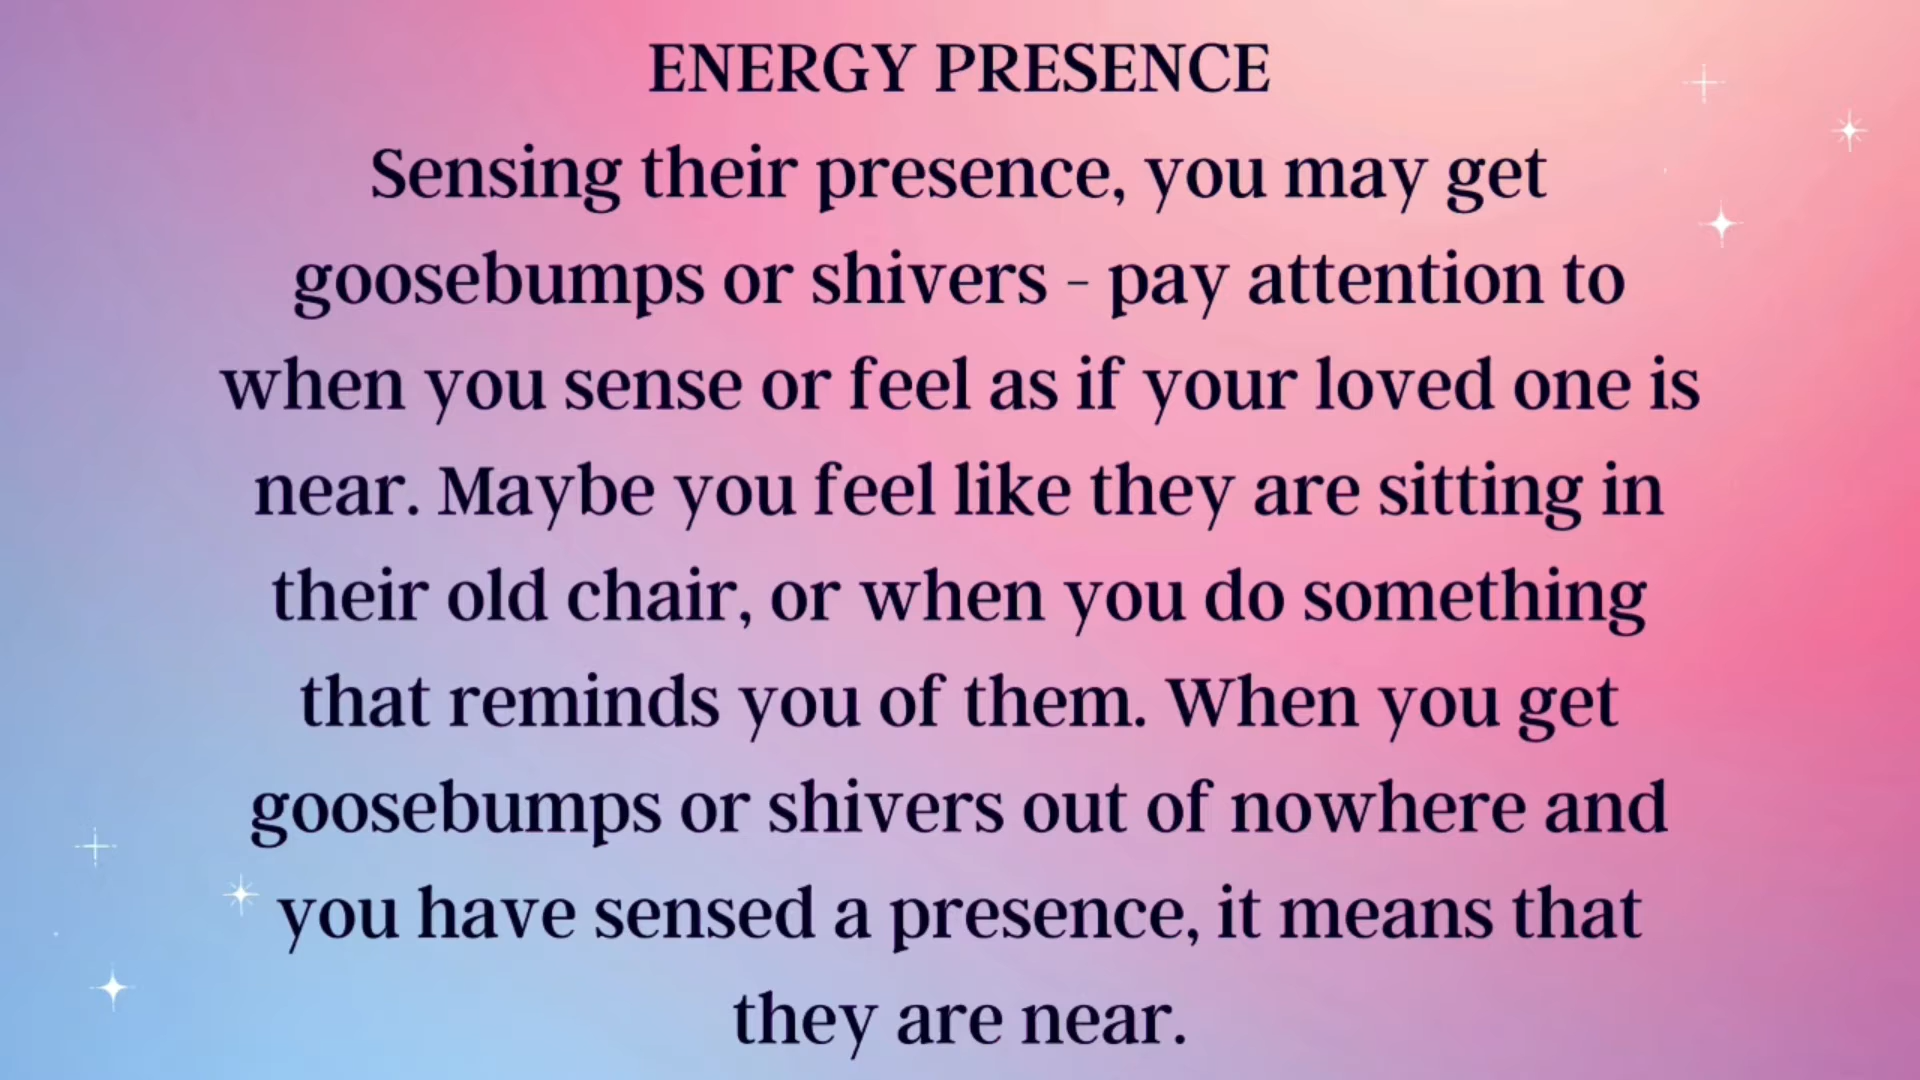 ENERGY PRESENCE
Sensing their presence, you may get
goosebumps or shivers - pay attention to
when you sense or feel as if your loved one is
near. Maybe you feel like they are sitting in
their old chair, or when you do something
that reminds you of them. When you get
goosebumps or shivers out of nowhere and
you have sensed a presence, it means that
they are near.